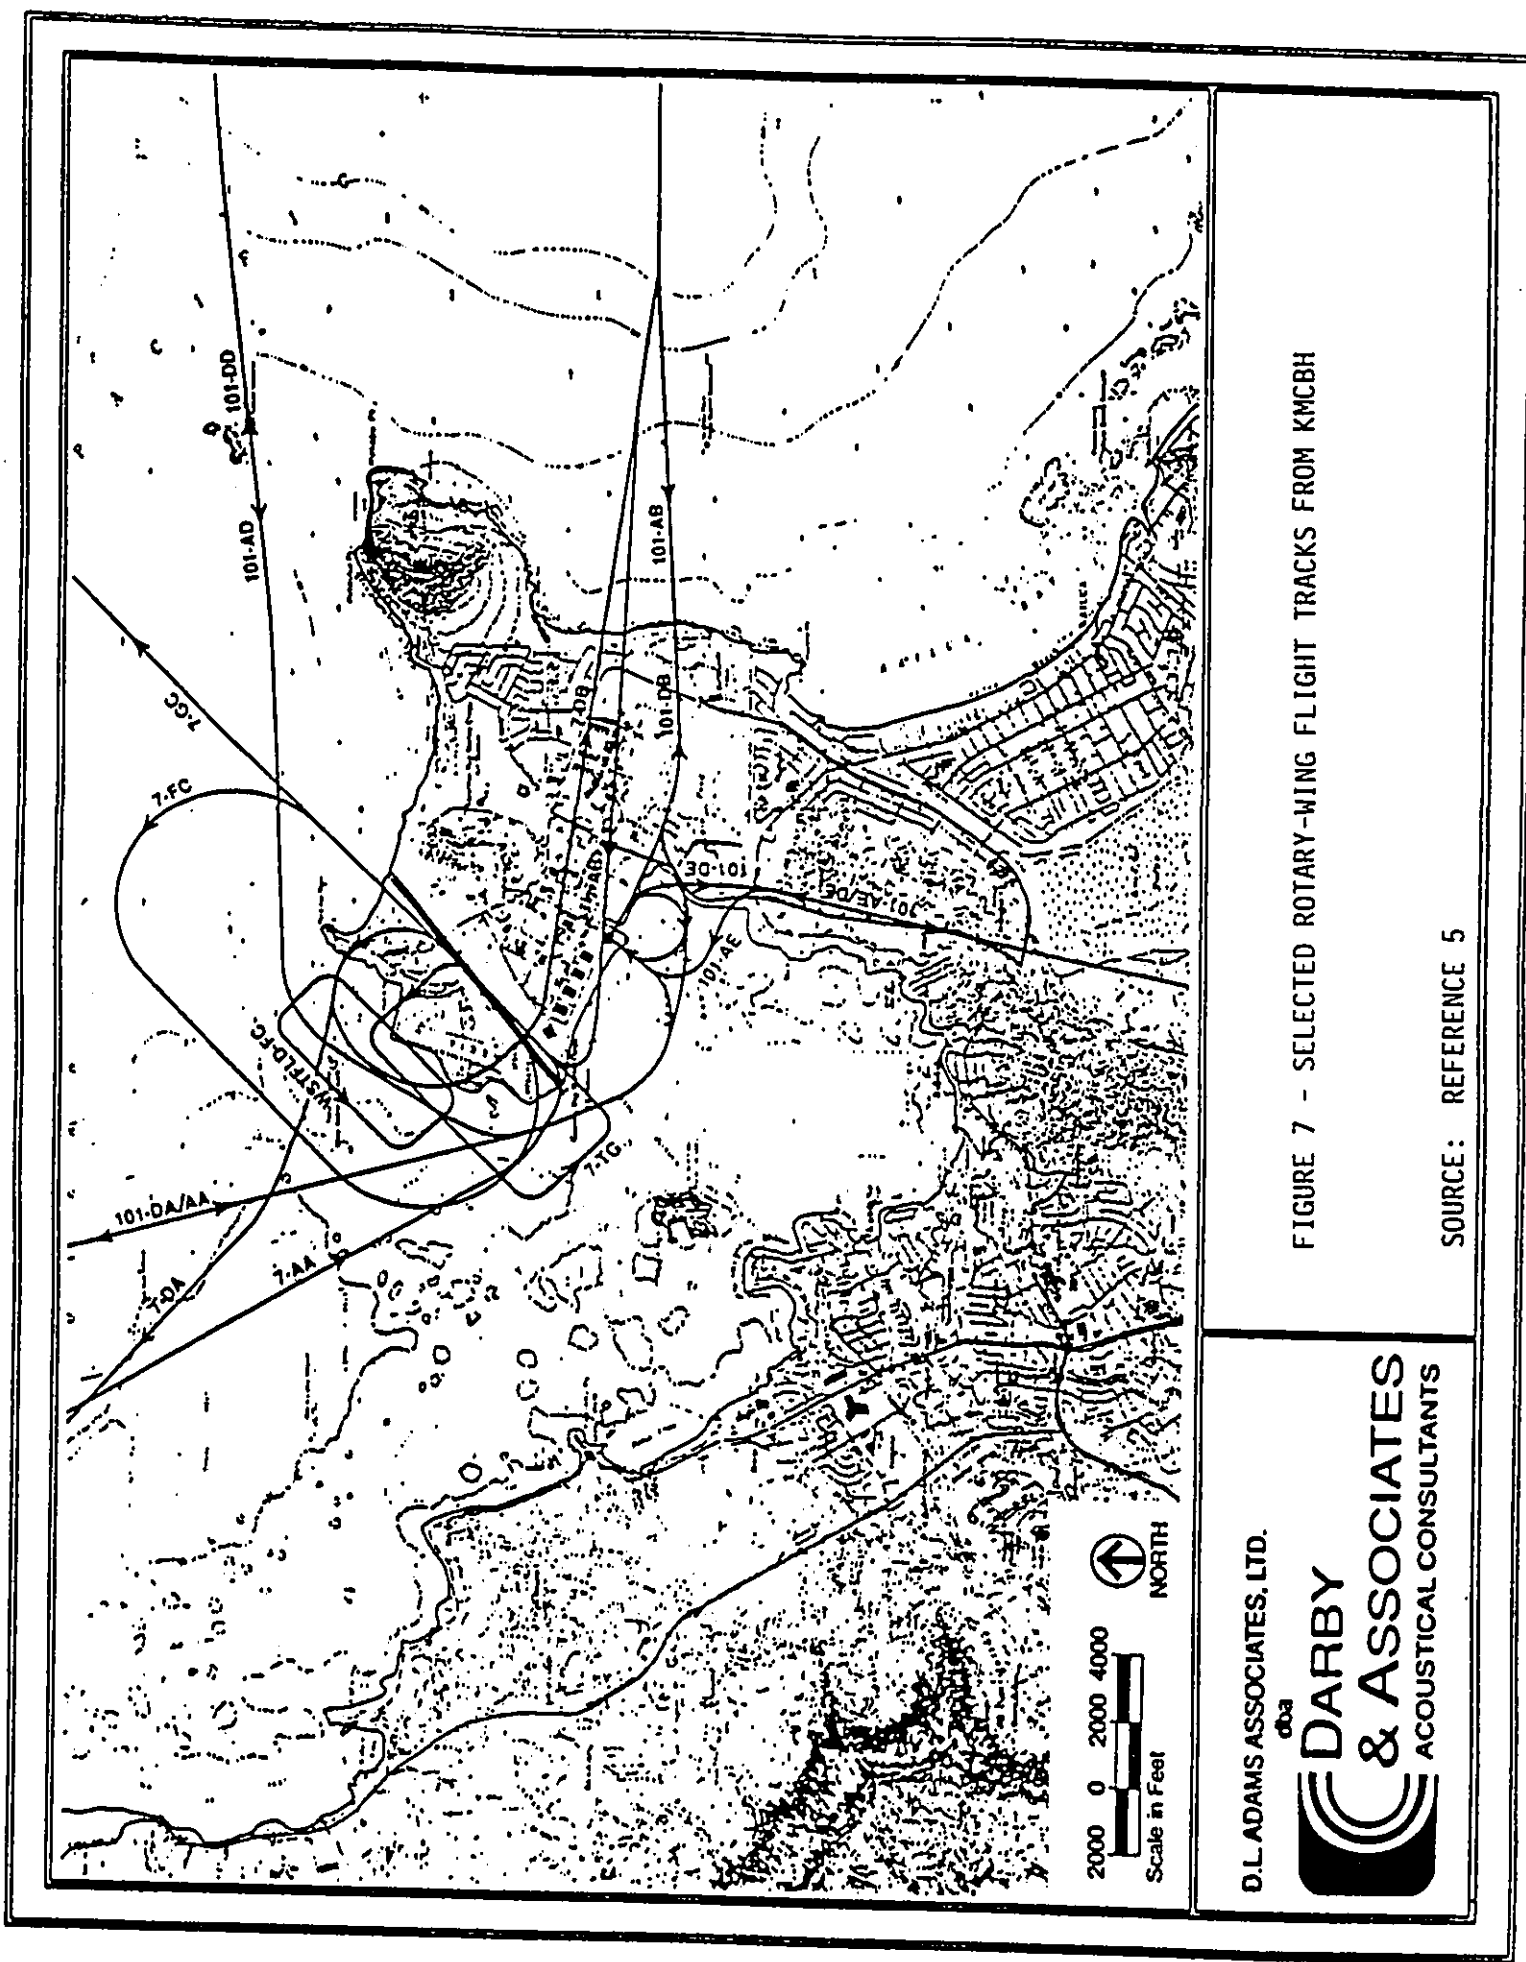 101-DD
101-AD
7-GC
7-FC
WSTFLD-FC
101-DA/AA
7-DA
7-AA
7-TG
7-DB
101-AB
101-DB
101-DE
101-AE/DE
101-AE
2000 0 2000 4000
Scale in Feet
NORTH
D.L. ADAMS ASSOCIATES, LTD.
dba
DARBY
& ASSOCIATES
ACOUSTICAL CONSULTANTS
FIGURE 7 - SELECTED ROTARY-WING FLIGHT TRACKS FROM KMCBH
SOURCE: REFERENCE 5